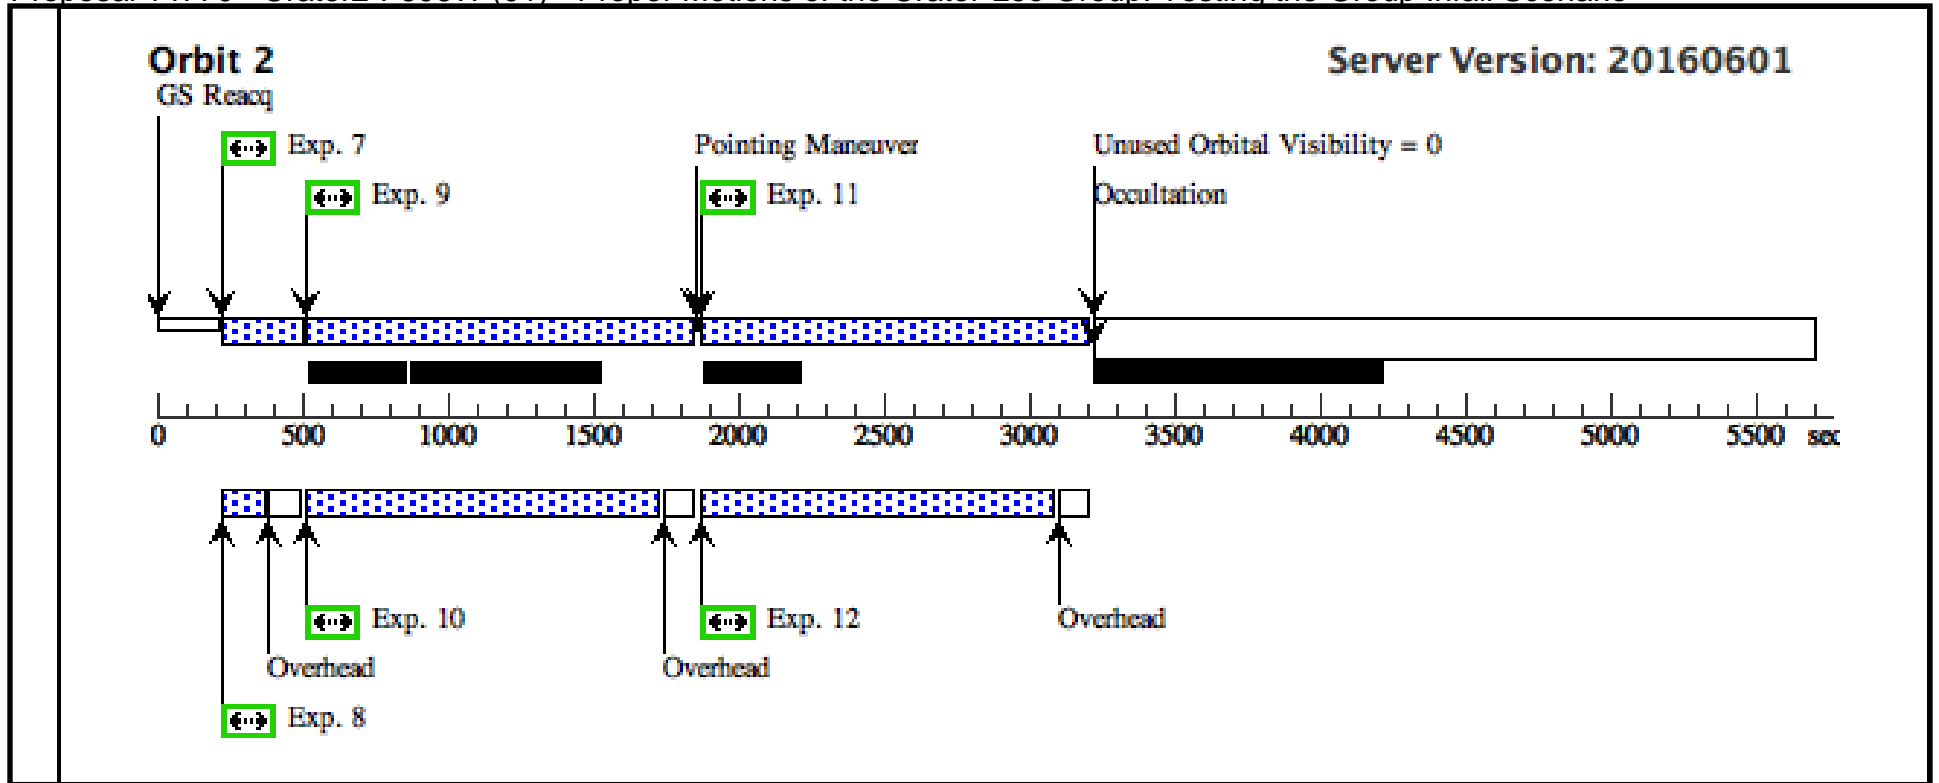 Orbit 2
Server Version: 20160601
GS Reacq
Exp. 7
Pointing Maneuver
Unused Orbital Visibility = 0
Exp. 9
Exp. 11
Occultation
0 500 1000 1500 2000 2500 3000 3500 4000 4500 5000 5500 sec
Exp. 10
Exp. 12
Overhead
Overhead
Overhead
Exp. 8